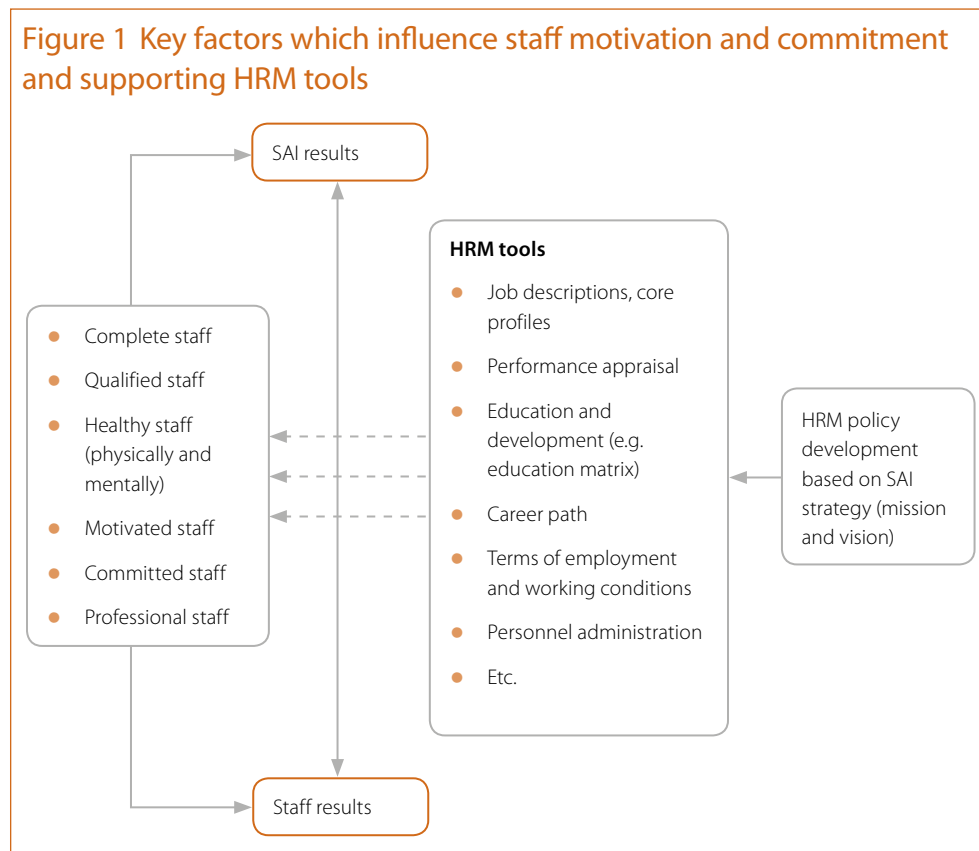 Figure 1 Key factors which influence staff motivation and commitment
and supporting HRM tools
SAI results
Complete staff
Qualified staff
Healthy staff
(physically and
mentally)
Motivated staff
Committed staff
Professional staff
HRM tools
Job descriptions, core
profiles
Performance appraisal
Education and
development (e.g.
education matrix)
Career path
Terms of employment
and working conditions
Personnel administration
Etc.
HRM policy
development
based on SAI
strategy (mission
and vision)
Staff results